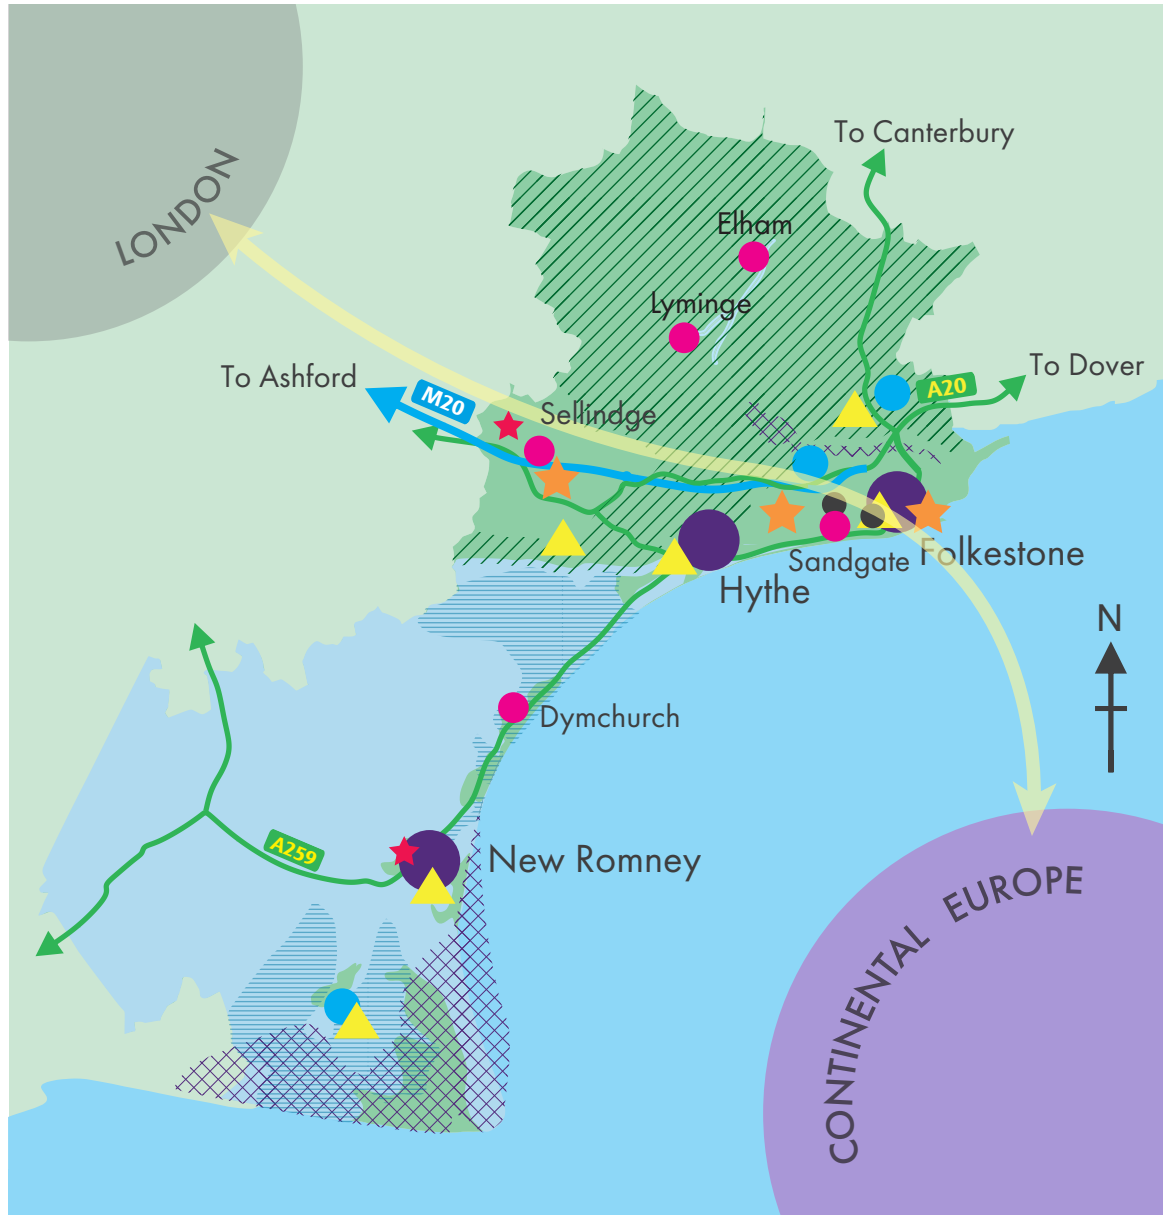 LONDON
To Canterbury
Elham
Lyminge
To Ashford
M20
A20
To Dover
Sellindge
Sandgate
Folkestone
Hythe
N
Dymchurch
A259
New Romney
CONTINENTAL EUROPE